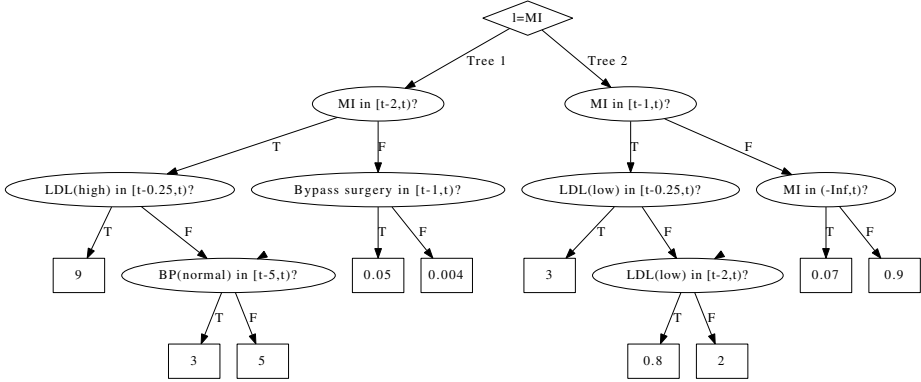 l=MI
Tree 1
Tree 2
MI in [t-2,t)?
MI in [t-1,t)?
T
F
T
F
LDL(high) in [t-0.25,t)?
Bypass surgery in [t-1,t)?
LDL(low) in [t-0.25,t)?
MI in (-Inf,t)?
T
F
T
F
T
F
T
F
9
BP(normal) in [t-5,t)?
0.05
0.004
3
LDL(low) in [t-2,t)?
0.07
0.9
T
F
T
F
3
5
0.8
2